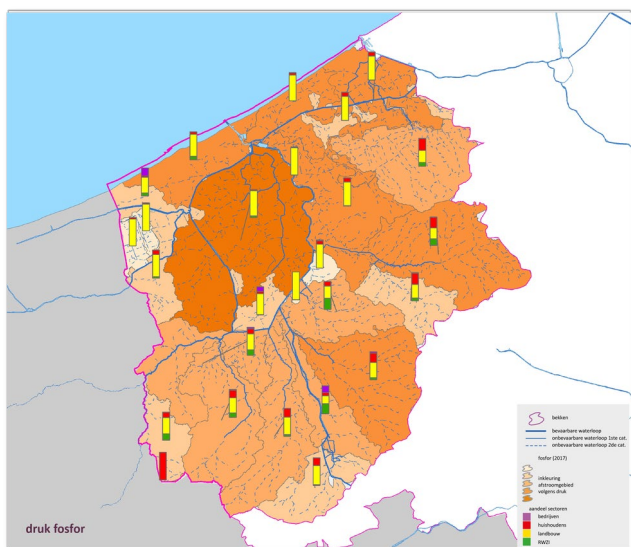 bekken
bevaarbare waterloop
onbevaarbare waterloop 1ste cat.
onbevaarbare waterloop 2de cat.
fosfor (2017)
inkleuring
afstroomgebied
volgens druk
aandeel sectoren
bedrijven
huishoudens
landbouw
RWZI
druk fosfor